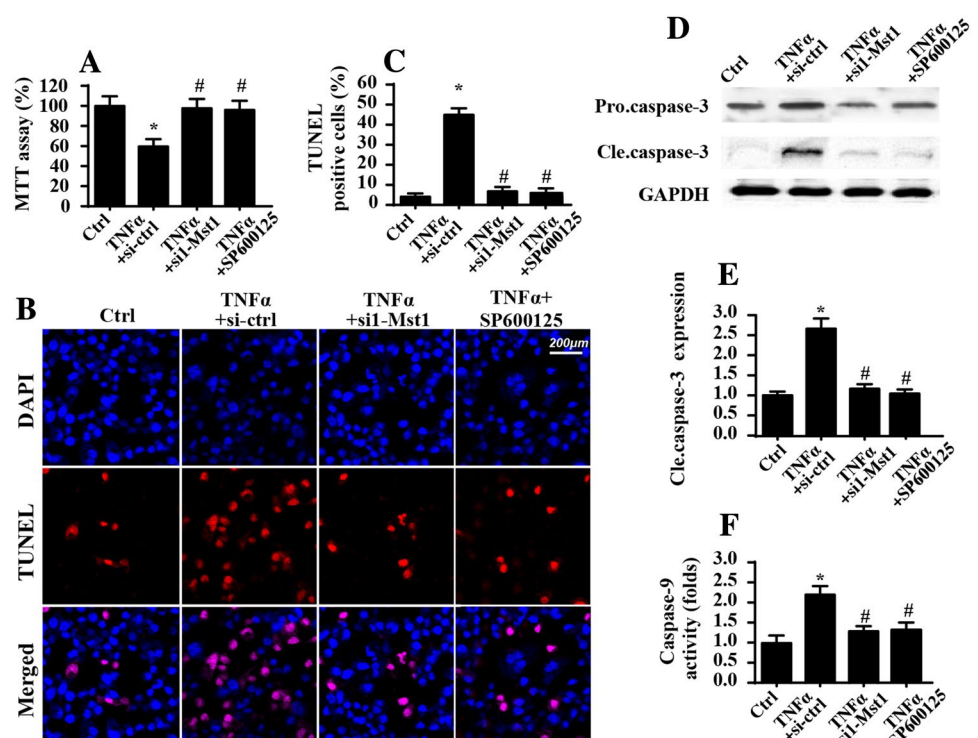 A
MTT assay (%)
120
100
80
60
40
20
0
*
#
#
Ctrl
TNFα
+si-ctrl
TNFα
+si1-Mst1
TNFα
+SP600125
C
TUNEL
positive cells (%)
60
50
40
30
20
10
0
*
#
#
Ctrl
TNFα
+si-ctrl
TNFα
+si1-Mst1
TNFα
+SP600125
D
Ctrl
TNFα
+si-ctrl
TNFα
+si1-Mst1
TNFα
+SP600125
Pro.caspase-3
Cle.caspase-3
GAPDH
B
Ctrl
TNFα
+si-ctrl
TNFα
+si1-Mst1
TNFα+
SP600125
200μm
DAPI
TUNEL
Merged
E
Cle.caspase-3 expression
3.0
2.5
2.0
1.5
1.0
0.5
0.0
*
#
#
Ctrl
TNFα
+si-ctrl
TNFα
+si1-Mst1
TNFα
+SP600125
F
Caspase-9
activity (folds)
3.0
2.5
2.0
1.5
1.0
0.5
0.0
*
#
#
Ctrl
TNFα
+si-ctrl
TNFα
+si1-Mst1
TNFα
+SP600125